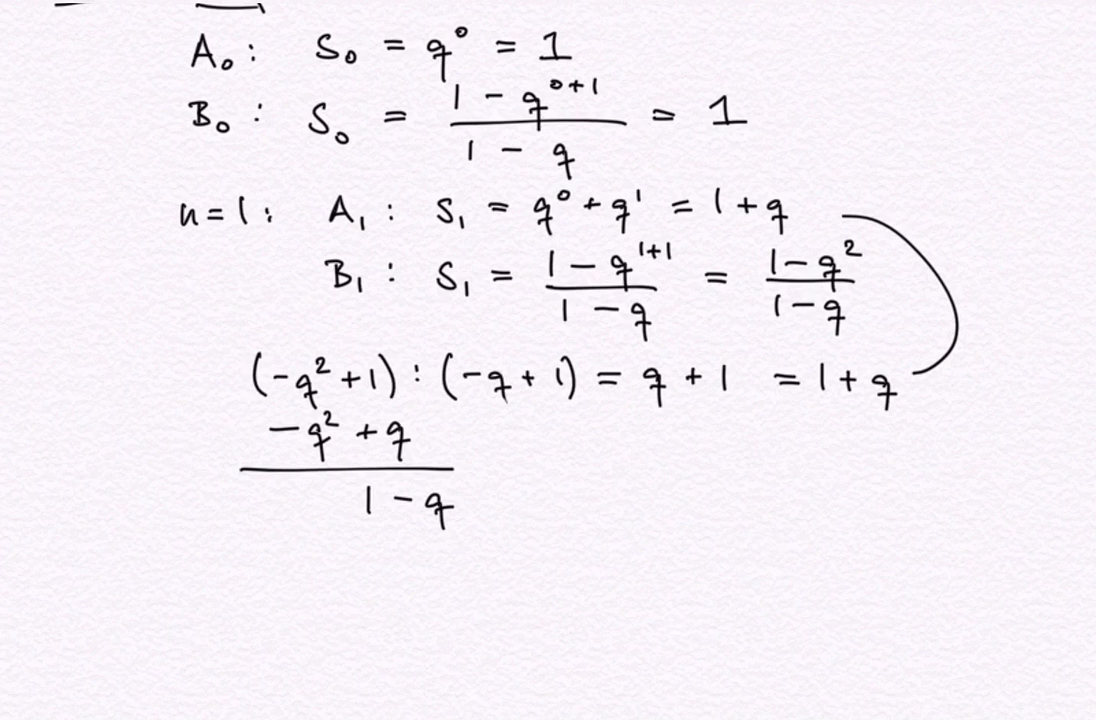 A₀: S₀ = q⁰ = 1
B₀: S₀ = (1 - q⁰⁺¹)/(1 - q) = 1
n=1: A₁: S₁ = q⁰ + q¹ = 1 + q
B₁: S₁ = (1 - q¹⁺¹)/(1 - q) = (1 - q²)/(1 - q)
(-q² + 1) : (-q + 1) = q + 1 = 1 + q
-q² + q
1 - q